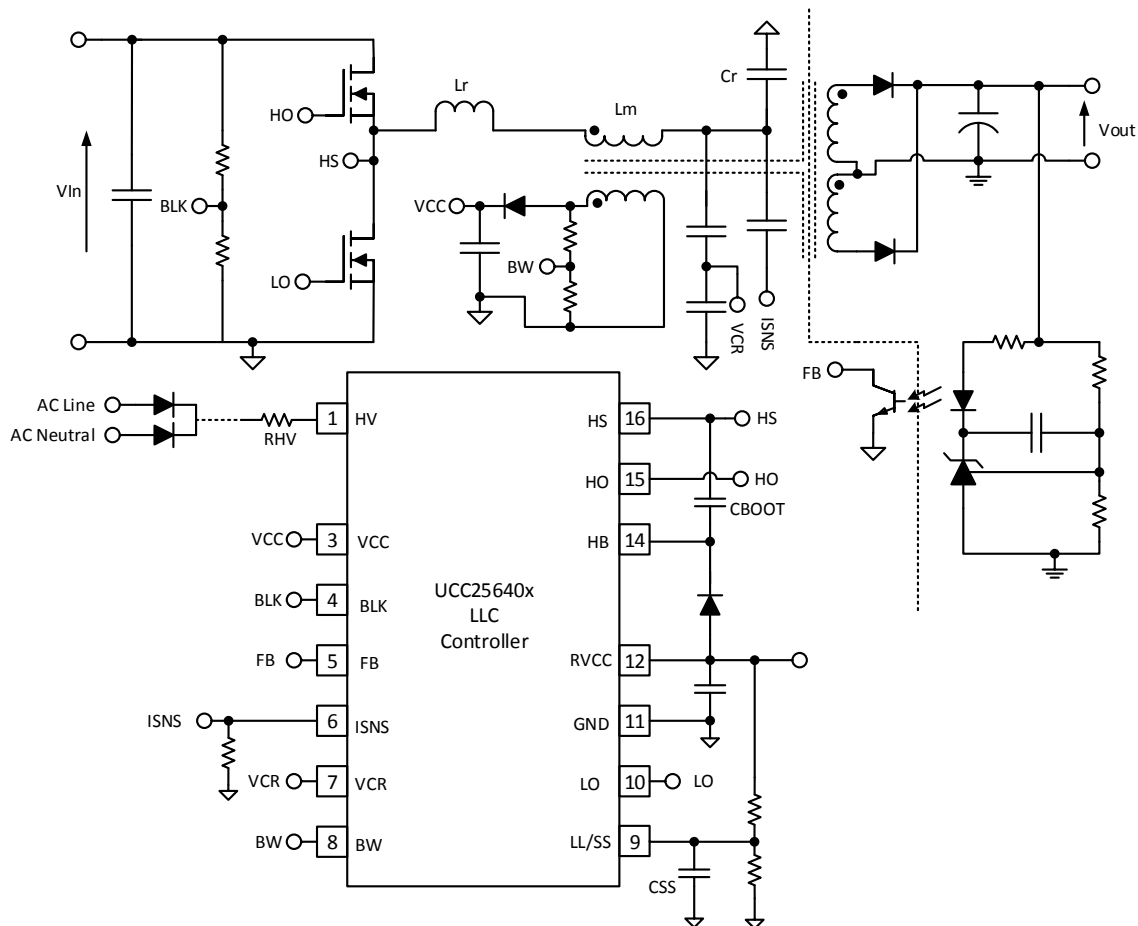 Lr
Cr
Lm
HO
HS
Vout
VIn
BLK
VCC
BW
LO
VCR
ISNS
FB
AC Line
AC Neutral
RHV
1
HV
HS
16
HS
HO
15
HO
CBOOT
VCC
3
VCC
HB
14
BLK
4
BLK
UCC25640x
LLC
Controller
FB
5
FB
RVCC
12
ISNS
6
ISNS
GND
11
VCR
7
VCR
LO
10
LO
BW
8
BW
LL/SS
9
CSS